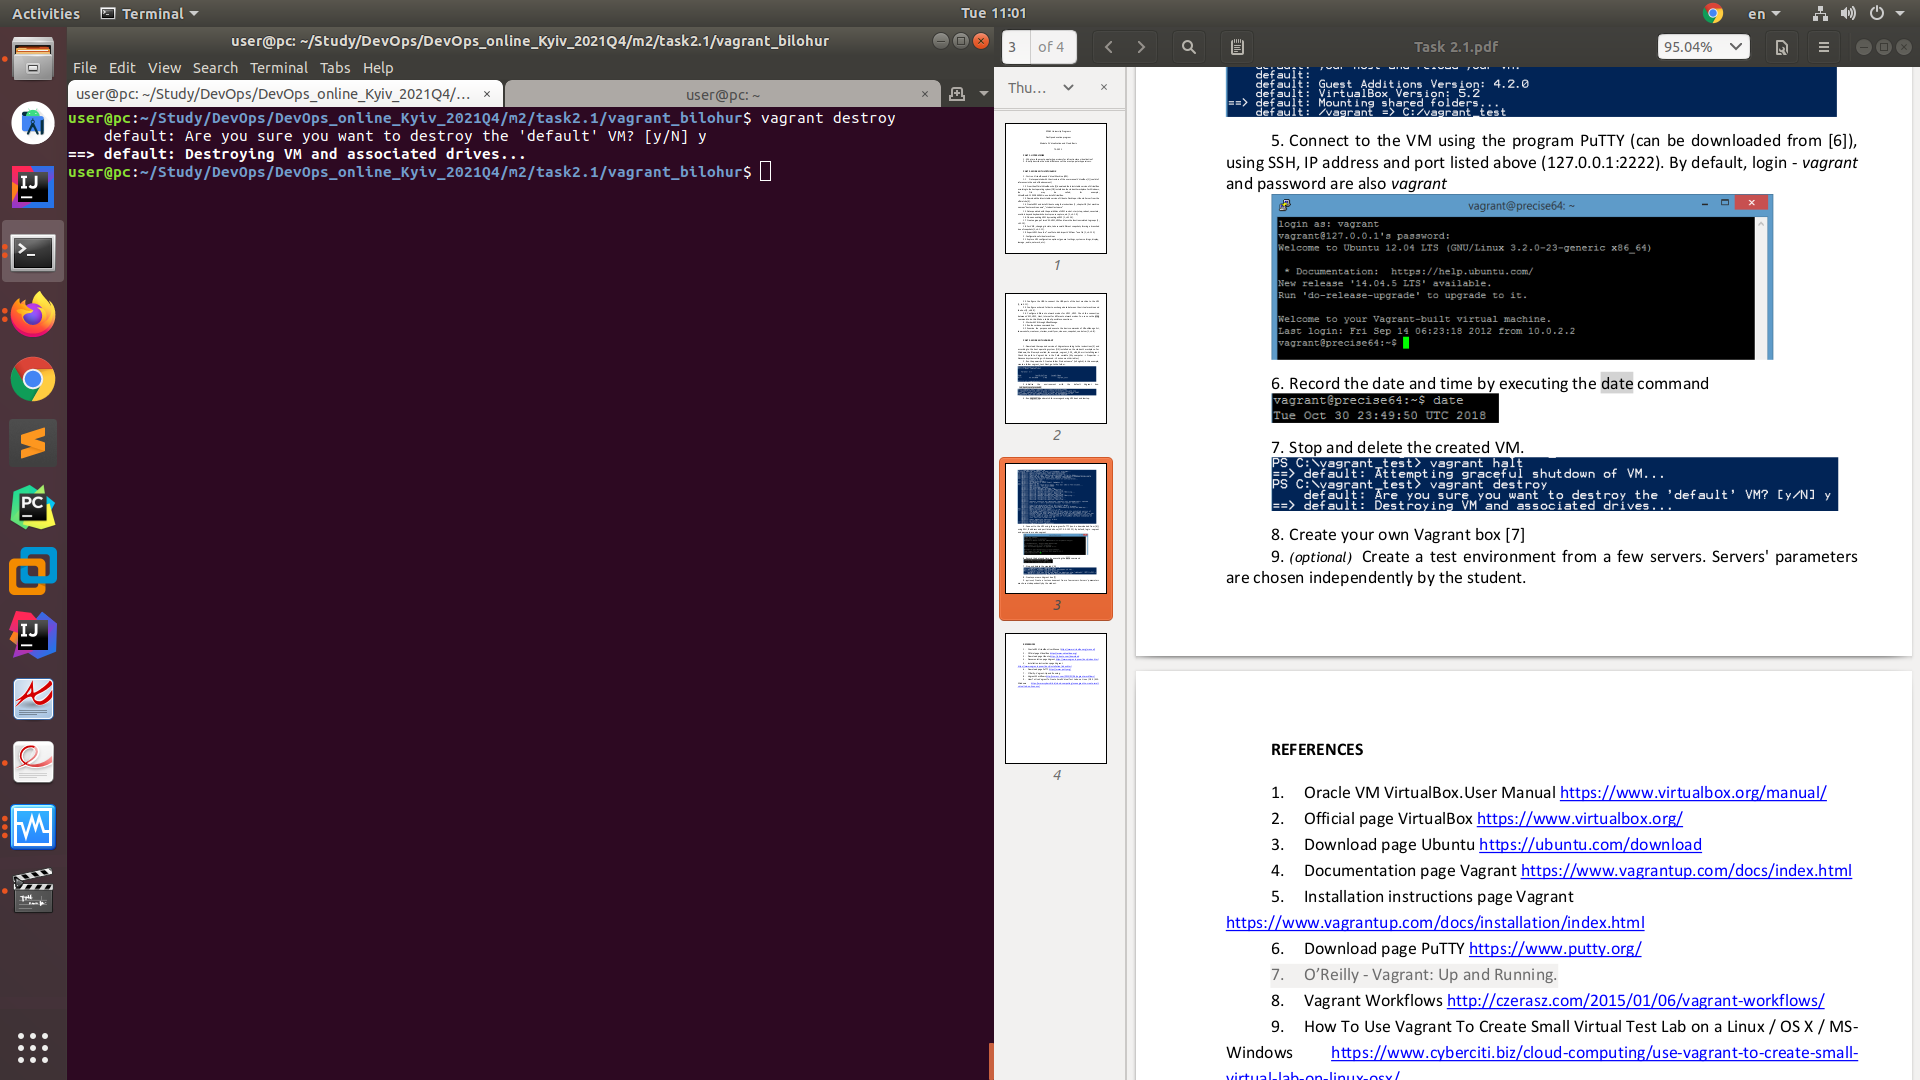 Activities
Terminal
Tue 11:01
en
user@pc: ~/Study/DevOps/DevOps_online_Kyiv_2021Q4/m2/task2.1/vagrant_bilohur
File Edit View Search Terminal Tabs Help
user@pc: ~/Study/DevOps/DevOps_online_Kyiv_2021Q4/... ×
user@pc: ~ ×
user@pc:~/Study/DevOps/DevOps_online_Kyiv_2021Q4/m2/task2.1/vagrant_bilohur$ vagrant destroy
default: Are you sure you want to destroy the 'default' VM? [y/N] y
==> default: Destroying VM and associated drives...
user@pc:~/Study/DevOps/DevOps_online_Kyiv_2021Q4/m2/task2.1/vagrant_bilohur$
3 of 4
Task 2.1.pdf
95.04%
Thu... ×
1
2
3
4
default: your host and reload your VM.
default:
default: Guest Additions Version: 4.2.0
default: VirtualBox Version: 5.2
==> default: Mounting shared folders...
default: /vagrant => C:/vagrant_test
5. Connect to the VM using the program PuTTY (can be downloaded from [6]),
using SSH, IP address and port listed above (127.0.0.1:2222). By default, login - vagrant
and password are also vagrant
vagrant@precise64: ~
login as: vagrant
vagrant@127.0.0.1's password:
Welcome to Ubuntu 12.04 LTS (GNU/Linux 3.2.0-23-generic x86_64)
* Documentation: https://help.ubuntu.com/
New release '14.04.5 LTS' available.
Run 'do-release-upgrade' to upgrade to it.
Welcome to your Vagrant-built virtual machine.
Last login: Fri Sep 14 06:23:18 2012 from 10.0.2.2
vagrant@precise64:~$
6. Record the date and time by executing the date command
vagrant@precise64:~$ date
Tue Oct 30 23:49:50 UTC 2018
7. Stop and delete the created VM.
PS C:\vagrant_test> vagrant halt
==> default: Attempting graceful shutdown of VM...
PS C:\vagrant_test> vagrant destroy
default: Are you sure you want to destroy the 'default' VM? [y/N] y
==> default: Destroying VM and associated drives...
8. Create your own Vagrant box [7]
9. (optional) Create a test environment from a few servers. Servers' parameters
are chosen independently by the student.
REFERENCES
1. Oracle VM VirtualBox.User Manual https://www.virtualbox.org/manual/
2. Official page VirtualBox https://www.virtualbox.org/
3. Download page Ubuntu https://ubuntu.com/download
4. Documentation page Vagrant https://www.vagrantup.com/docs/index.html
5. Installation instructions page Vagrant
https://www.vagrantup.com/docs/installation/index.html
6. Download page PuTTY https://www.putty.org/
7. O’Reilly - Vagrant: Up and Running.
8. Vagrant Workflows http://czerasz.com/2015/01/06/vagrant-workflows/
9. How To Use Vagrant To Create Small Virtual Test Lab on a Linux / OS X / MS-
Windows https://www.cyberciti.biz/cloud-computing/use-vagrant-to-create-small-
virtual-lab-on-linux-osx/